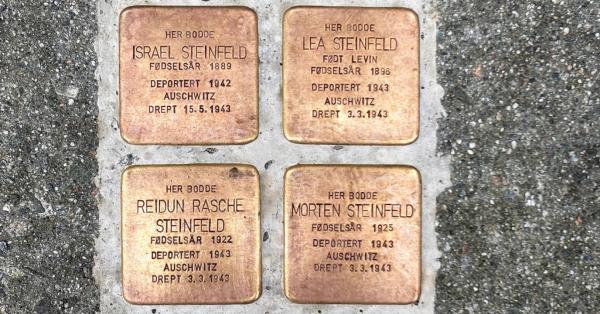 HER BODDE
ISRAEL STEINFELD
FØDSELSÅR 1889
DEPORTERT 1942
AUSCHWITZ
DREPT 15.5.1943
HER BODDE
LEA STEINFELD
FØDT LEVIN
FØDSELSÅR 1898
DEPORTERT 1943
AUSCHWITZ
DREPT 3.3.1943
HER BODDE
REIDUN RASCHE
STEINFELD
FØDSELSÅR 1922
DEPORTERT 1943
AUSCHWITZ
DREPT 3.3.1943
HER BODDE
MORTEN STEINFELD
FØDSELSÅR 1925
DEPORTERT 1943
AUSCHWITZ
DREPT 3.3.1943